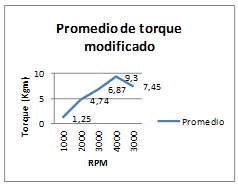 Promedio de torque
modificado
Torque (Kgm)
10
5
0
1,25
4,74
6,87
9,3
7,45
1000
2000
3000
4000
3000
RPM
Promedio